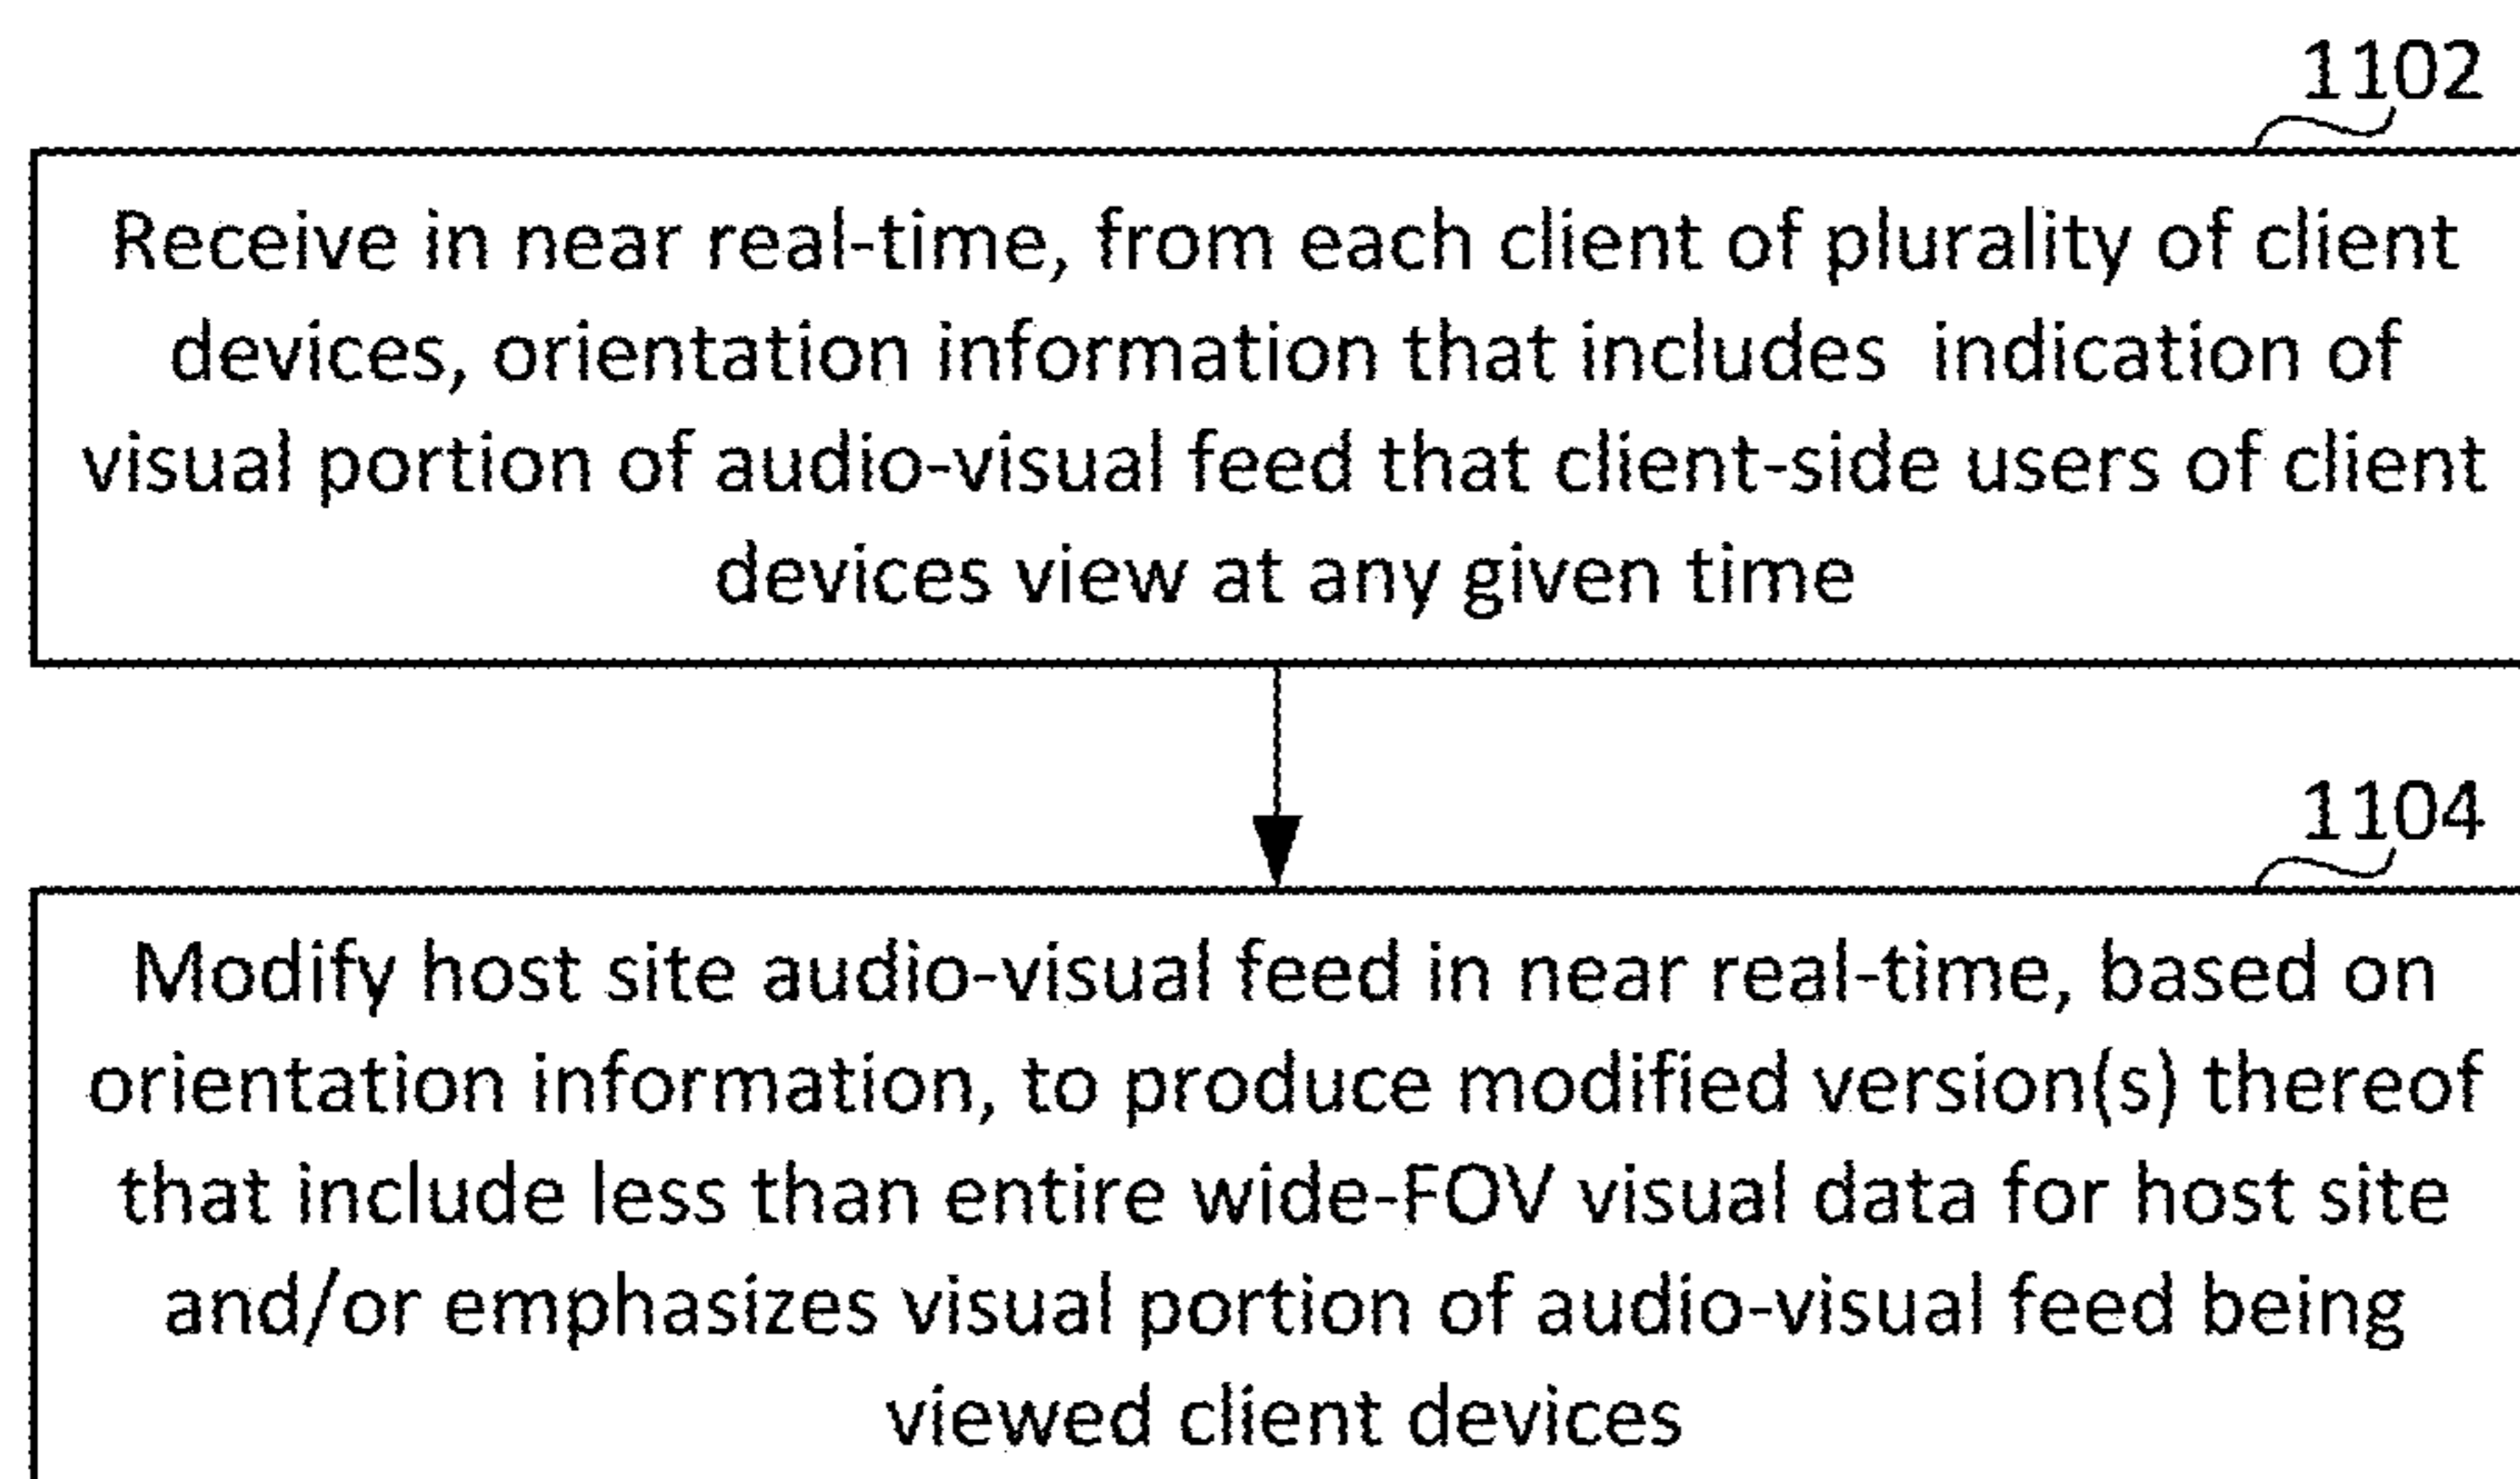 1102
Receive in near real-time, from each client of plurality of client
devices, orientation information that includes indication of
visual portion of audio-visual feed that client-side users of client
devices view at any given time
1104
Modify host site audio-visual feed in near real-time, based on
orientation information, to produce modified version(s) thereof
that include less than entire wide-FOV visual data for host site
and/or emphasizes visual portion of audio-visual feed being
viewed client devices